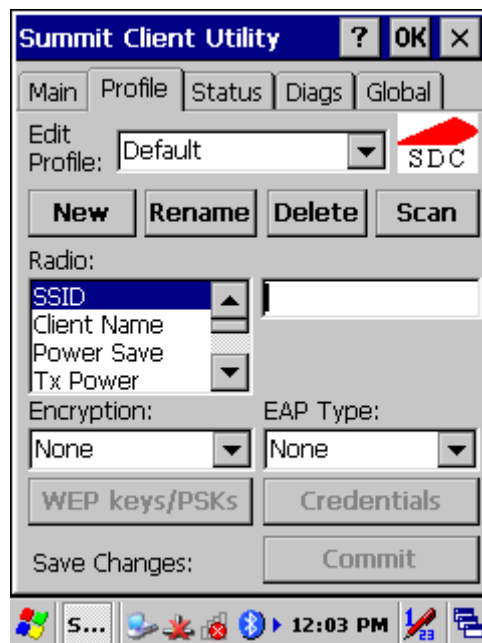 Summit Client Utility ? OK ×
Main Profile Status Diags Global
Edit
Profile: Default
SDC
New Rename Delete Scan
Radio:
SSID
Client Name
Power Save
Tx Power
Encryption: EAP Type:
None None
WEP keys/PSKs Credentials
Save Changes: Commit
S... 12:03 PM 1 23